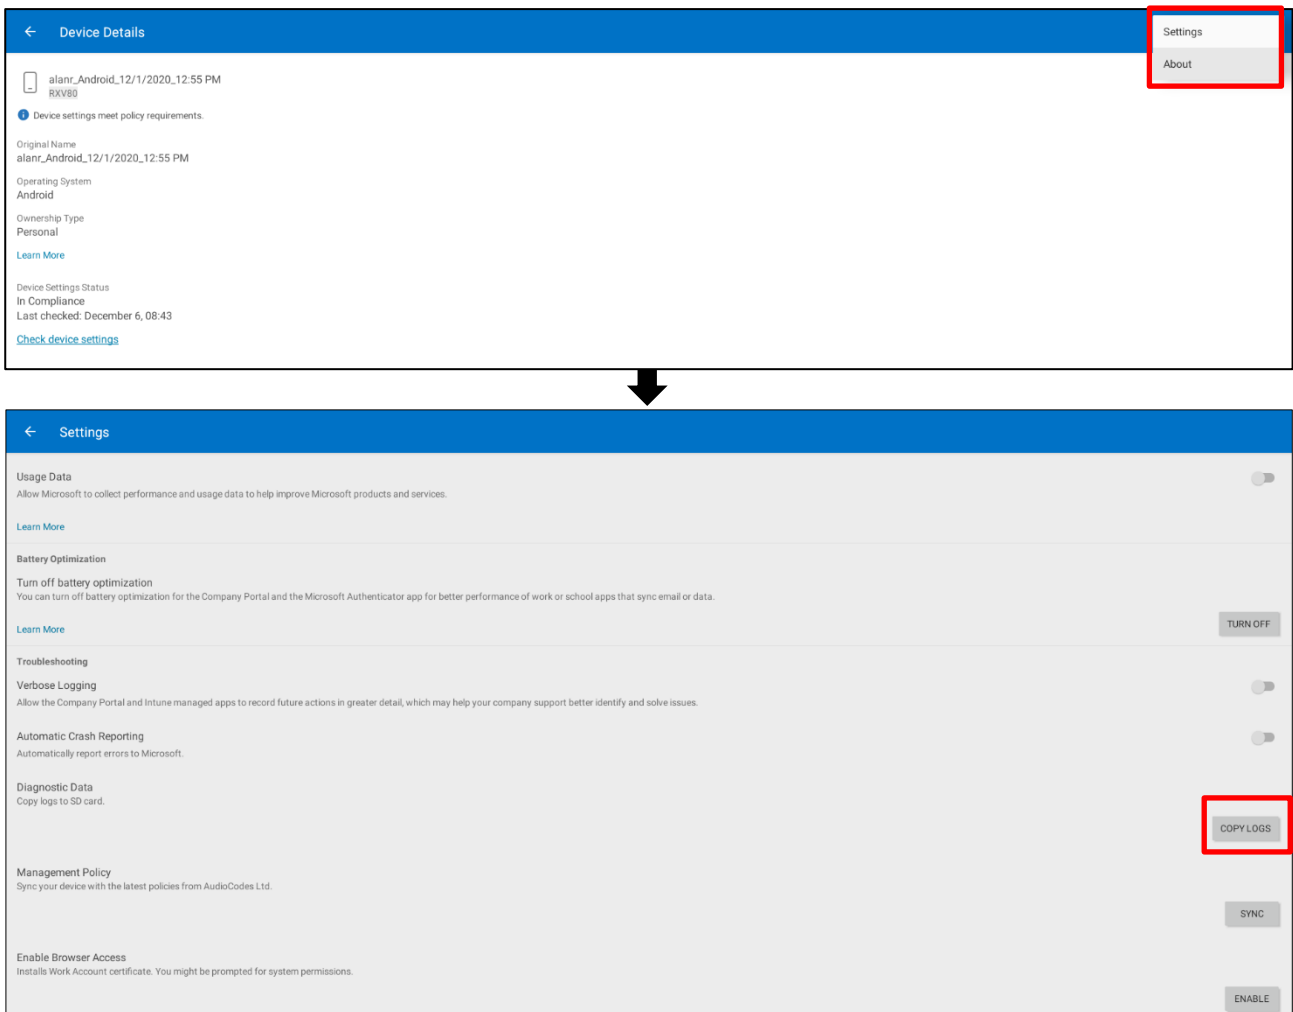 Device Details
Settings
About
alanr_Android_12/1/2020_12:55 PM
RXV80
Device settings meet policy requirements.
Original Name
alanr_Android_12/1/2020_12:55 PM
Operating System
Android
Ownership Type
Personal
Learn More
Device Settings Status
In Compliance
Last checked: December 6, 08:43
Check device settings
Settings
Usage Data
Allow Microsoft to collect performance and usage data to help improve Microsoft products and services.
Learn More
Battery Optimization
Turn off battery optimization
You can turn off battery optimization for the Company Portal and the Microsoft Authenticator app for better performance of work or school apps that sync email or data.
Learn More
TURN OFF
Troubleshooting
Verbose Logging
Allow the Company Portal and Intune managed apps to record future actions in greater detail, which may help your company support better identify and solve issues.
Automatic Crash Reporting
Automatically report errors to Microsoft.
Diagnostic Data
Copy logs to SD card.
COPY LOGS
Management Policy
Sync your device with the latest policies from AudioCodes Ltd.
SYNC
Enable Browser Access
Installs Work Account certificate. You might be prompted for system permissions.
ENABLE